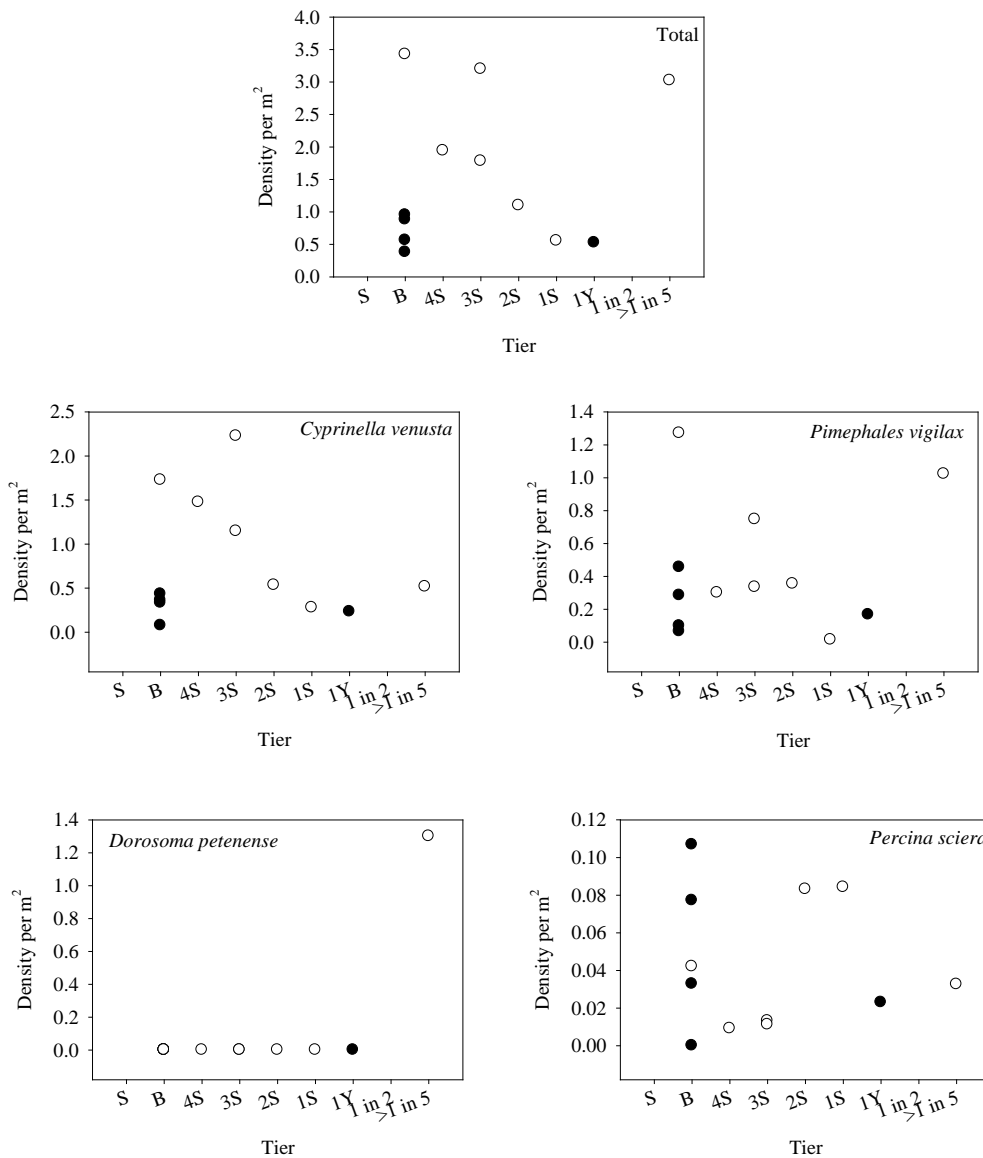 Total
Density per m2
4.0
3.5
3.0
2.5
2.0
1.5
1.0
0.5
0.0
S B 4S 3S 2S 1S 1Y 1 in 2 >1 in 5
Tier
Cyprinella venusta
Density per m2
2.5
2.0
1.5
1.0
0.5
0.0
S B 4S 3S 2S 1S 1Y 1 in 2 >1 in 5
Tier
Pimephales vigilax
Density per m2
1.4
1.2
1.0
0.8
0.6
0.4
0.2
0.0
S B 4S 3S 2S 1S 1Y 1 in 2 >1 in 5
Tier
Dorosoma petenense
Density per m2
1.4
1.2
1.0
0.8
0.6
0.4
0.2
0.0
S B 4S 3S 2S 1S 1Y 1 in 2 >1 in 5
Tier
Percina sciera
Density per m2
0.12
0.10
0.08
0.06
0.04
0.02
0.00
S B 4S 3S 2S 1S 1Y 1 in 2 >1 in 5
Tier